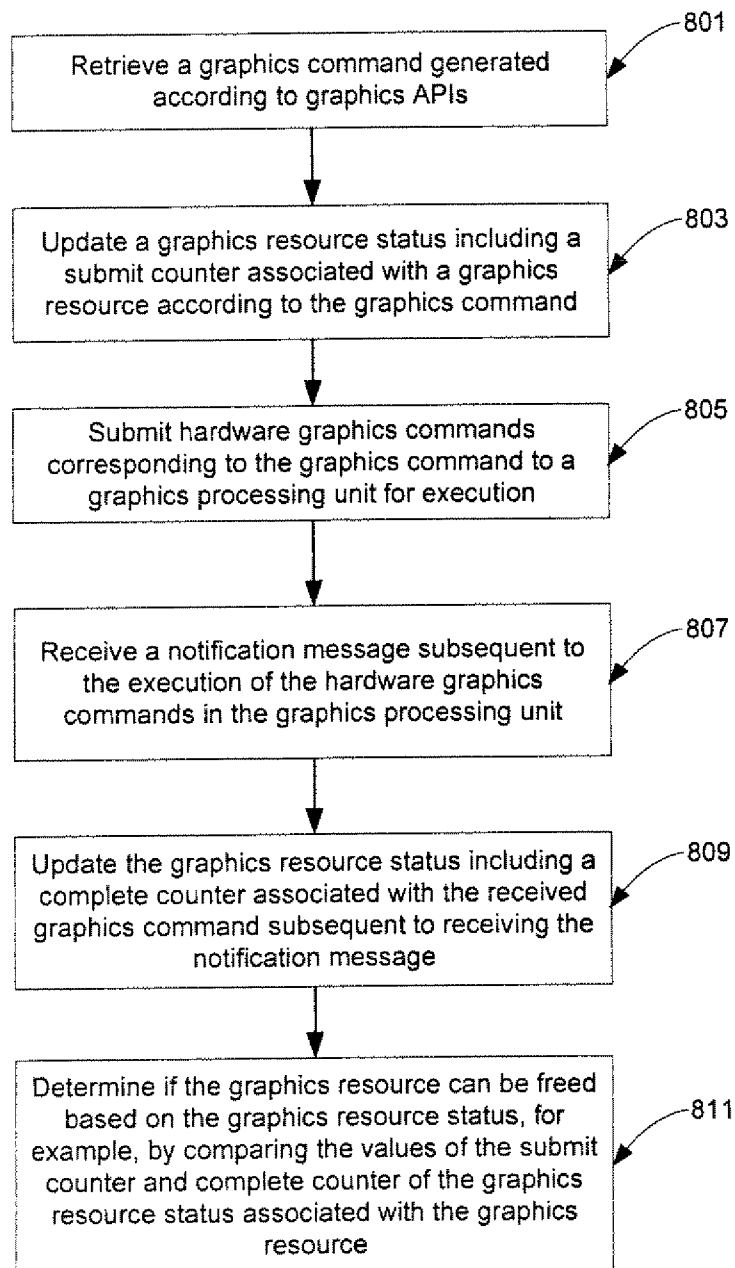 801
Retrieve a graphics command generated
according to graphics APIs
803
Update a graphics resource status including a
submit counter associated with a graphics
resource according to the graphics command
805
Submit hardware graphics commands
corresponding to the graphics command to a
graphics processing unit for execution
807
Receive a notification message subsequent to
the execution of the hardware graphics
commands in the graphics processing unit
809
Update the graphics resource status including a
complete counter associated with the received
graphics command subsequent to receiving the
notification message
811
Determine if the graphics resource can be freed
based on the graphics resource status, for
example, by comparing the values of the submit
counter and complete counter of the graphics
resource status associated with the graphics
resource